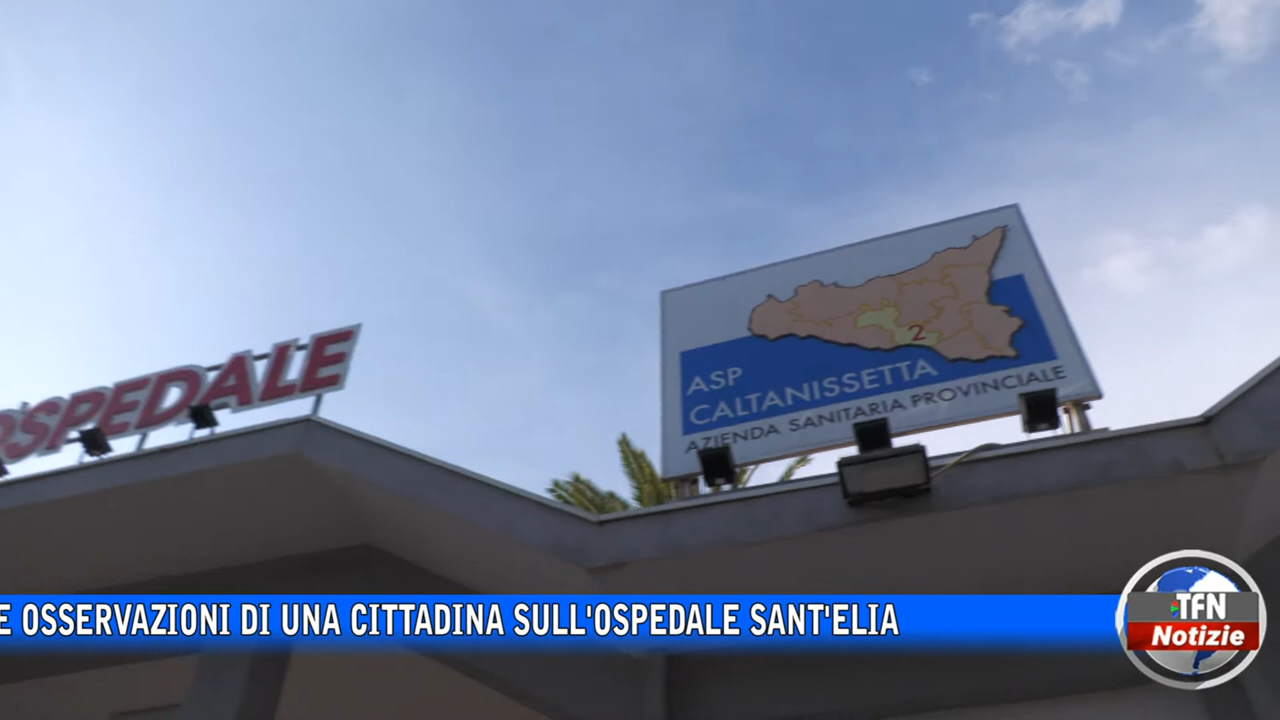 OSPEDALE
2
ASP
CALTANISSETTA
AZIENDA SANITARIA PROVINCIALE
E OSSERVAZIONI DI UNA CITTADINA SULL'OSPEDALE SANT'ELIA
TFN
Notizie